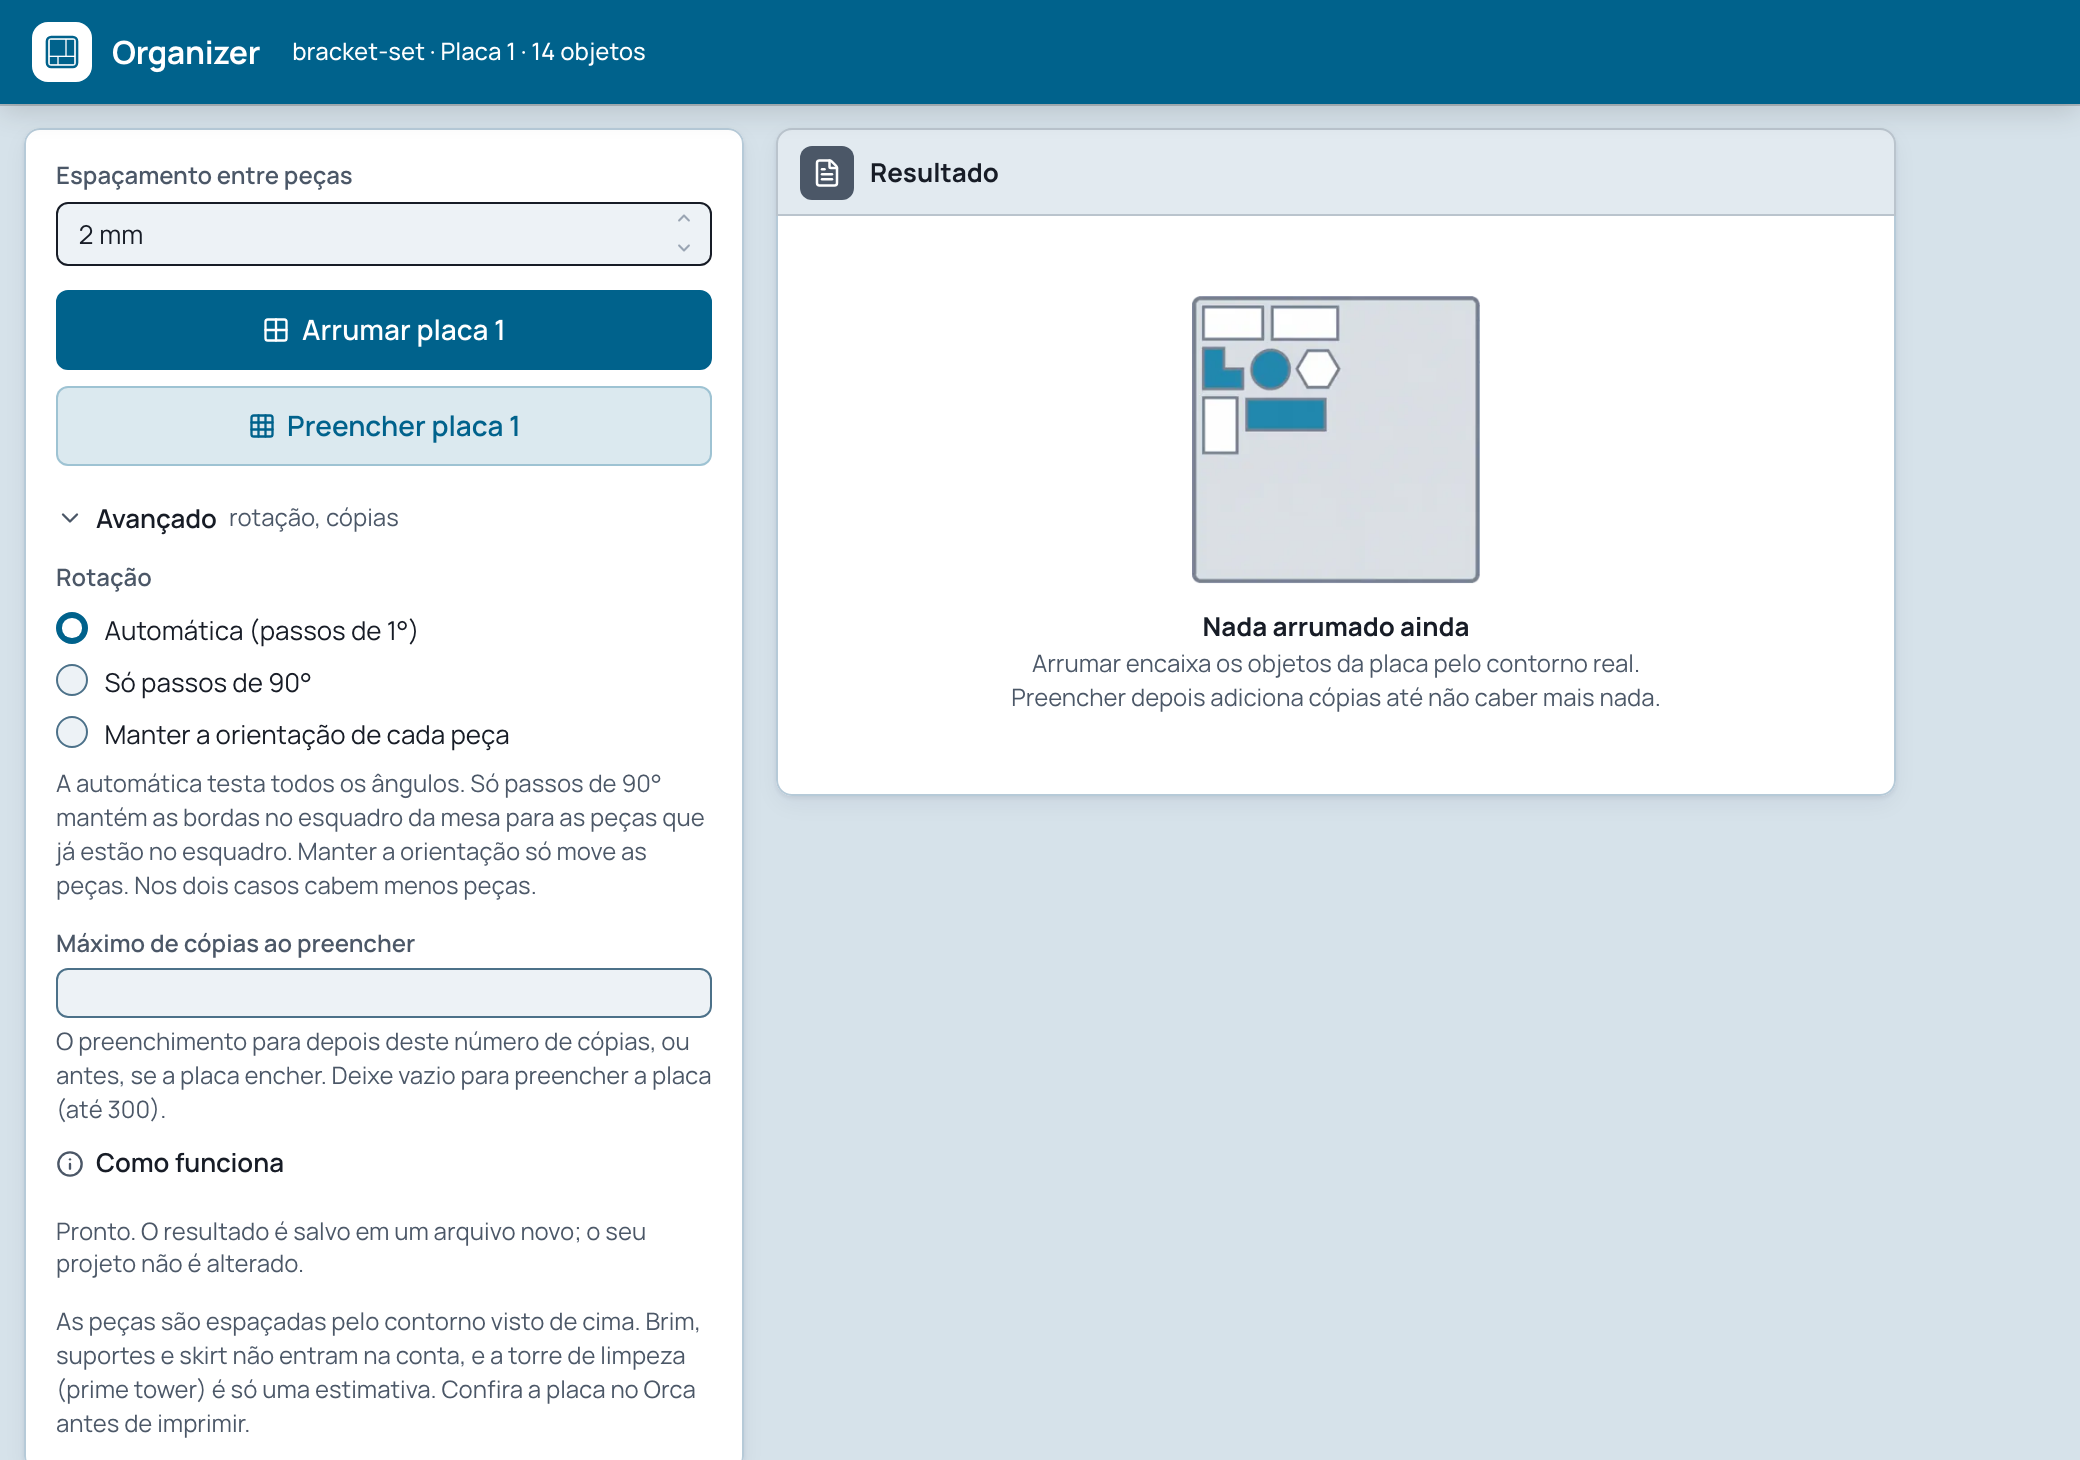 Organizer
bracket-set · Placa 1 · 14 objetos
Espaçamento entre peças
2 mm
Arrumar placa 1
Preencher placa 1
Avançado rotação, cópias
Rotação
Automática (passos de 1°)
Só passos de 90°
Manter a orientação de cada peça
A automática testa todos os ângulos. Só passos de 90°
mantém as bordas no esquadro da mesa para as peças que
já estão no esquadro. Manter a orientação só move as
peças. Nos dois casos cabem menos peças.
Máximo de cópias ao preencher
O preenchimento para depois deste número de cópias, ou
antes, se a placa encher. Deixe vazio para preencher a placa
(até 300).
Como funciona
Pronto. O resultado é salvo em um arquivo novo; o seu
projeto não é alterado.
As peças são espaçadas pelo contorno visto de cima. Brim,
suportes e skirt não entram na conta, e a torre de limpeza
(prime tower) é só uma estimativa. Confira a placa no Orca
antes de imprimir.
Resultado
Nada arrumado ainda
Arrumar encaixa os objetos da placa pelo contorno real.
Preencher depois adiciona cópias até não caber mais nada.